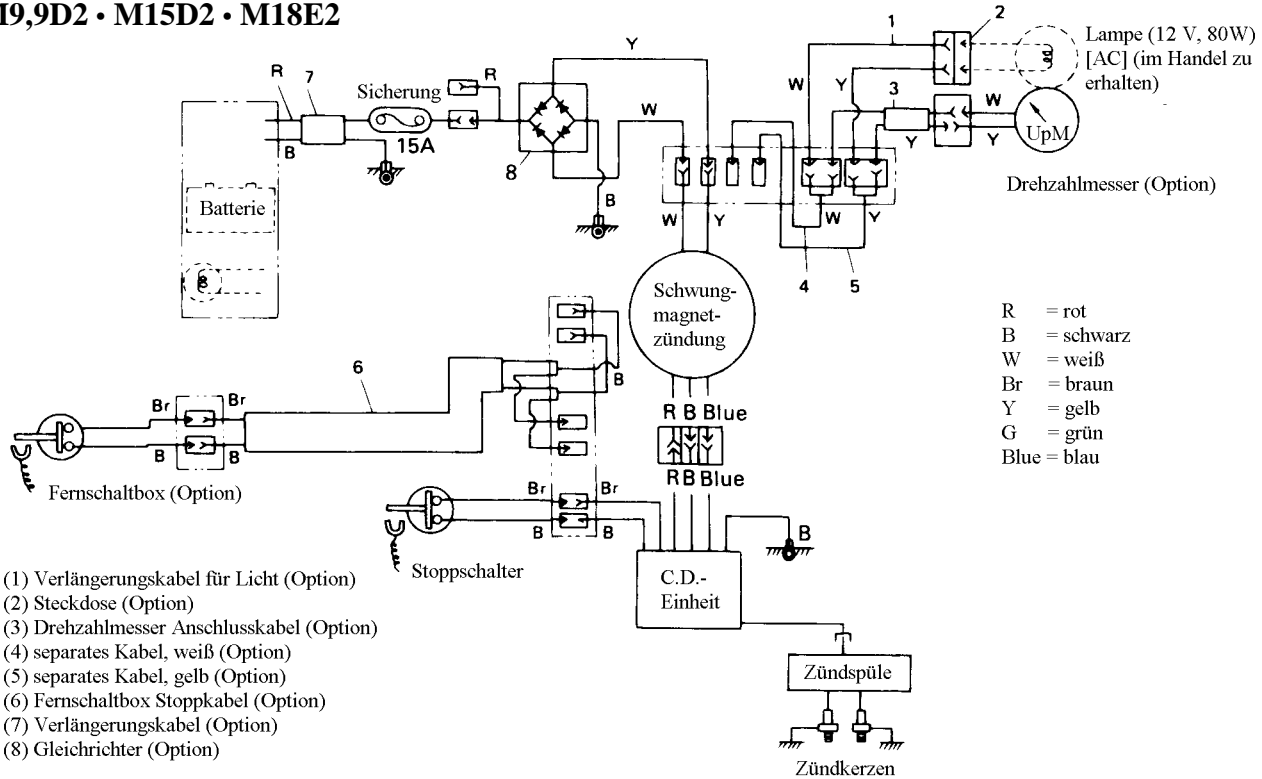 M9,9D2 • M15D2 • M18E2
1
2
Lampe (12 V, 80W)
[AC] (im Handel zu
erhalten)
Y
R
7
Sicherung
R
W
Y
3
W
W
15A
B
8
Y
Y
UpM
Drehzahlmesser (Option)
Batterie
B
W
Y
W
Y
4
5
Schwung-
magnet-
zündung
R = rot
B = schwarz
W = weiß
Br = braun
Y = gelb
G = grün
Blue = blau
6
B
Br
Br
B
B
R B Blue
R B Blue
Fernschaltbox (Option)
Br
Br
B
B
B
Stoppschalter
C.D.-
Einheit
(1) Verlängerungskabel für Licht (Option)
(2) Steckdose (Option)
(3) Drehzahlmesser Anschlusskabel (Option)
(4) separates Kabel, weiß (Option)
(5) separates Kabel, gelb (Option)
(6) Fernschaltbox Stoppkabel (Option)
(7) Verlängerungskabel (Option)
(8) Gleichrichter (Option)
Zündspüle
Zündkerzen